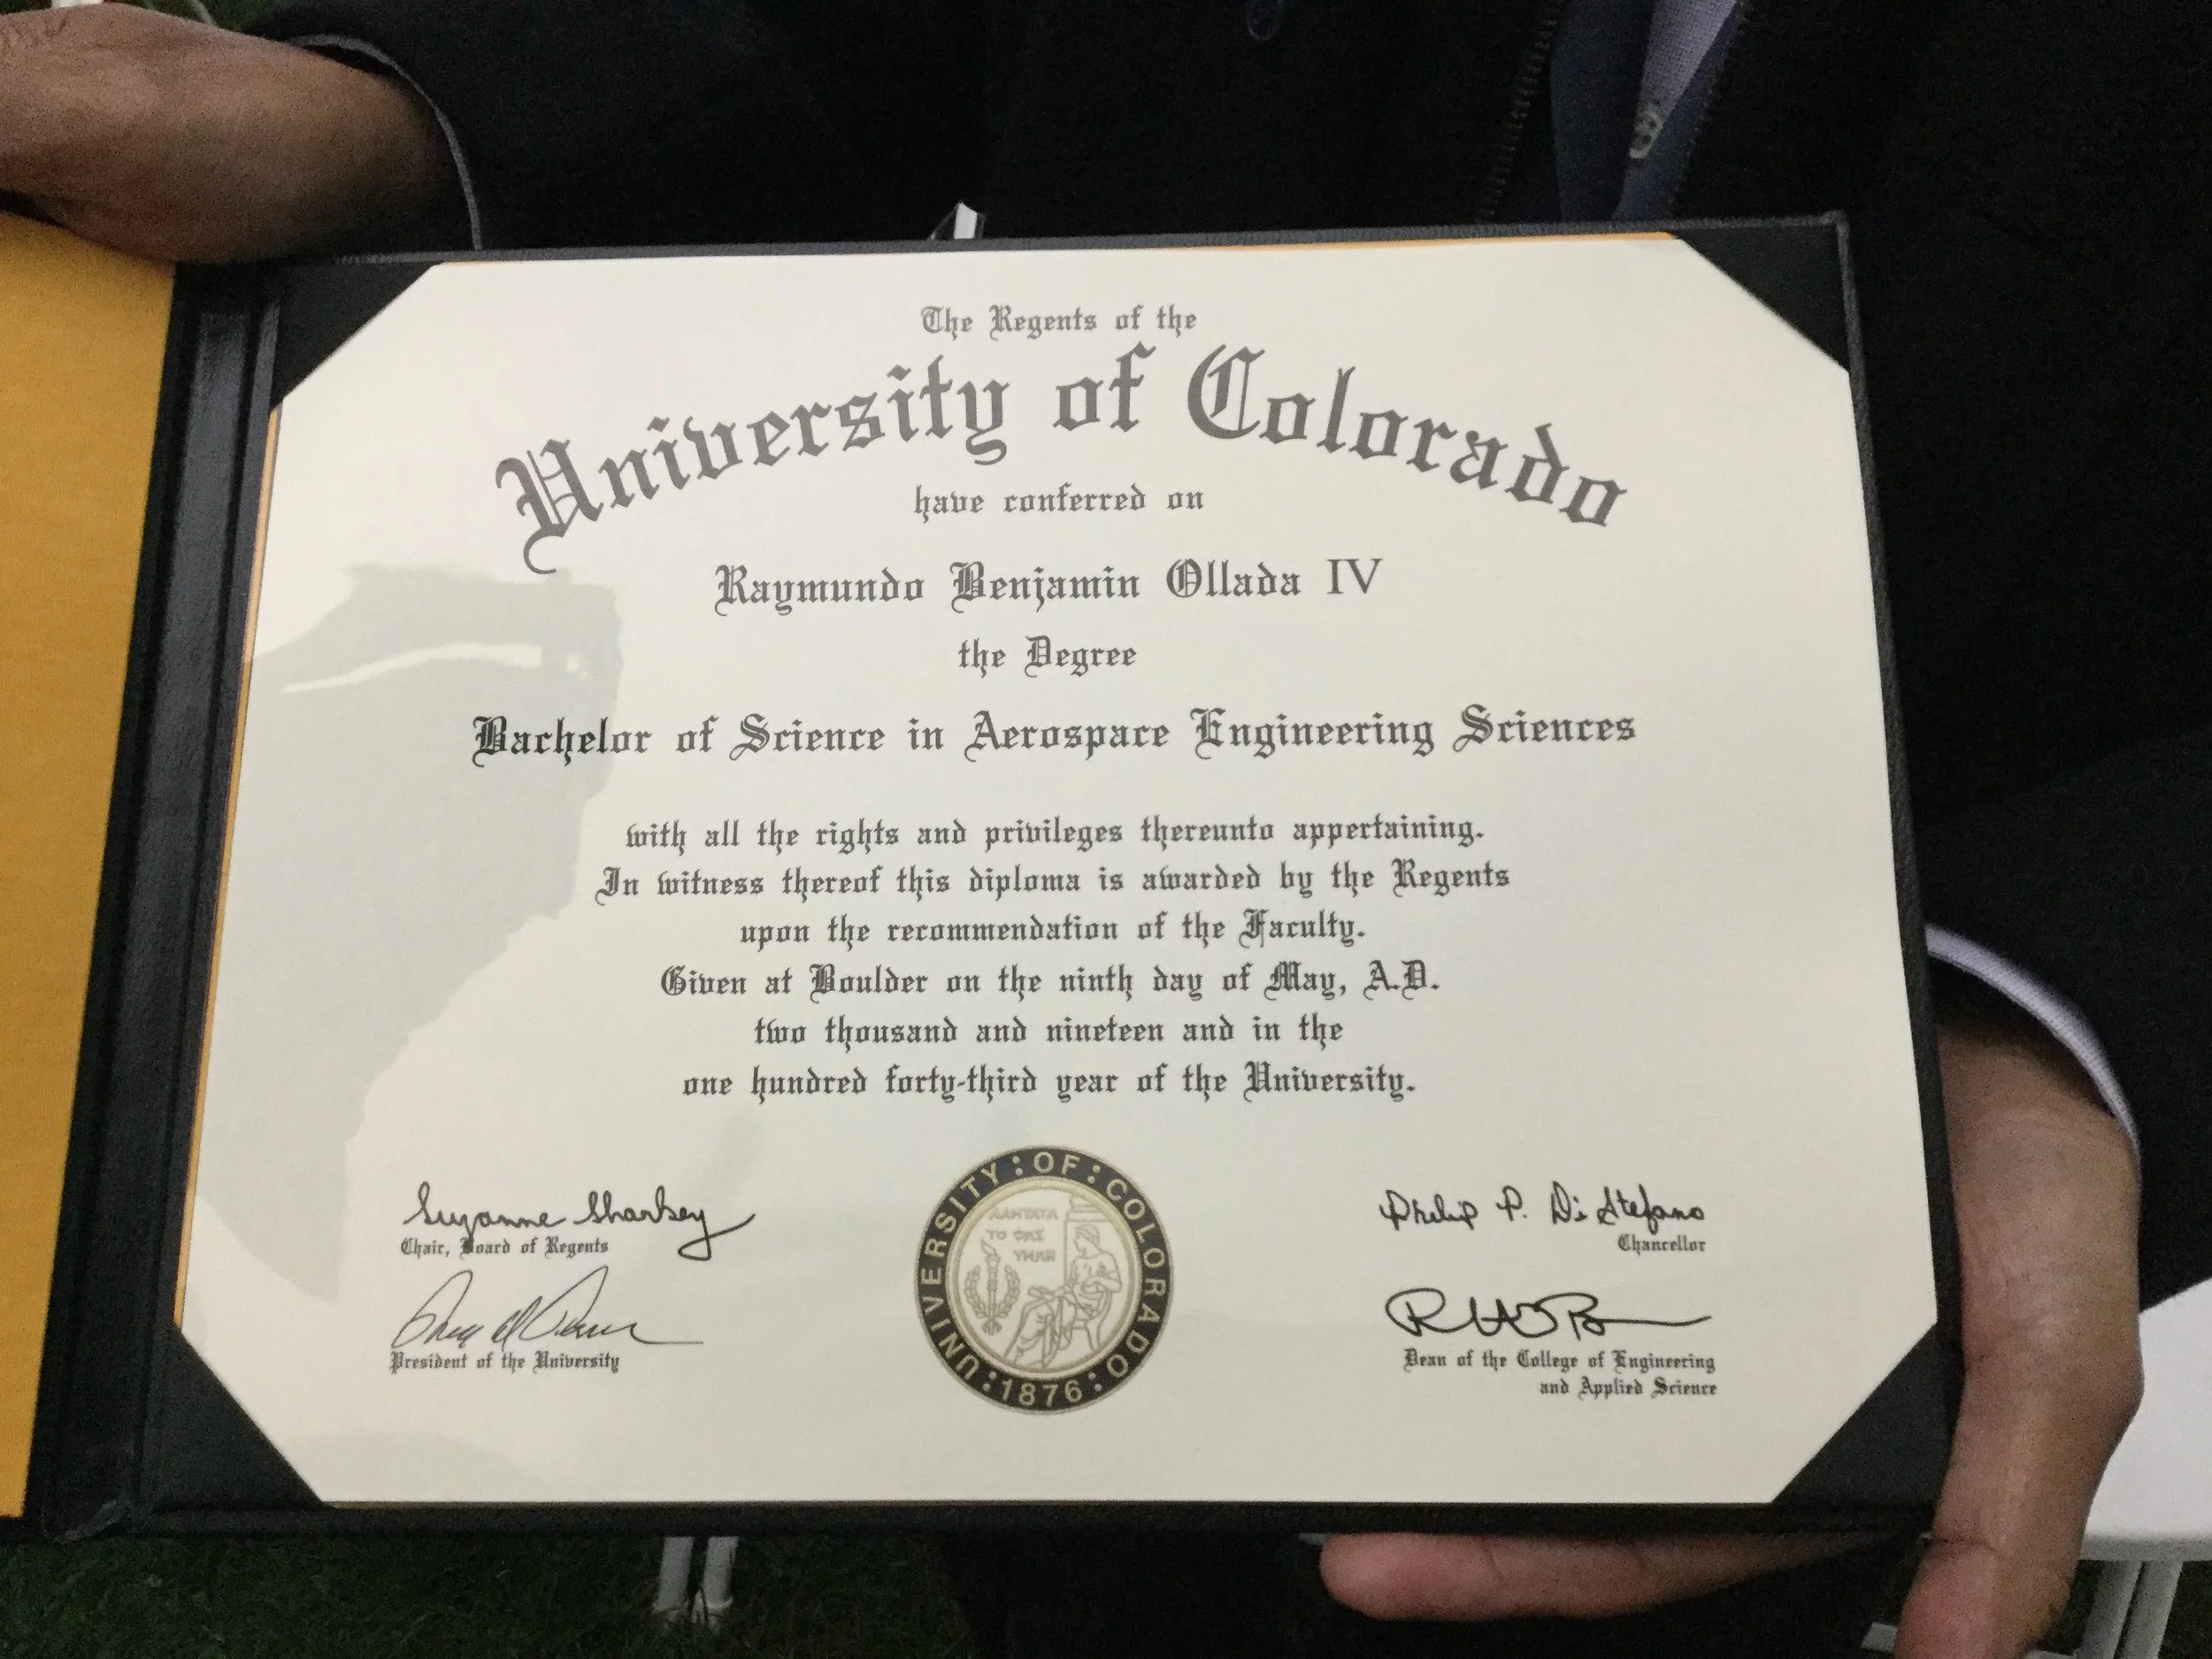 The Regents of the
University of Colorado
have conferred on
Raymundo Benjamin Ollada IV
the Degree
Bachelor of Science in Aerospace Engineering Sciences
with all the rights and privileges thereunto appertaining.
In witness thereof this diploma is awarded by the Regents
upon the recommendation of the Faculty.
Given at Boulder on the ninth day of May, A.D.
two thousand and nineteen and in the
one hundred forty-third year of the University.
Suzanne Sharkey
Chair, Board of Regents
President of the University
UNIVERSITY:OF:COLORADO
:1876:
Philip P. DiStefano
Chancellor
Dean of the College of Engineering
and Applied Science